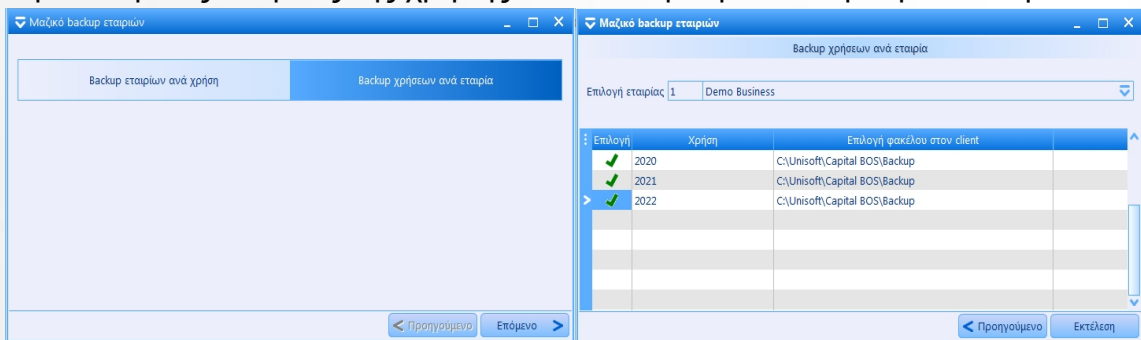 Μαζικό backup εταιριών
Backup εταιρίων ανά χρήση
Backup χρήσεων ανά εταιρία
Προηγούμενο
Επόμενο
Μαζικό backup εταιριών
Backup χρήσεων ανά εταιρία
Επιλογή εταιρίας 1 Demo Business
Επιλογή Χρήση Επιλογή φακέλου στον client
2020 C:\Unisoft\Capital BOS\Backup
2021 C:\Unisoft\Capital BOS\Backup
2022 C:\Unisoft\Capital BOS\Backup
Προηγούμενο
Εκτέλεση